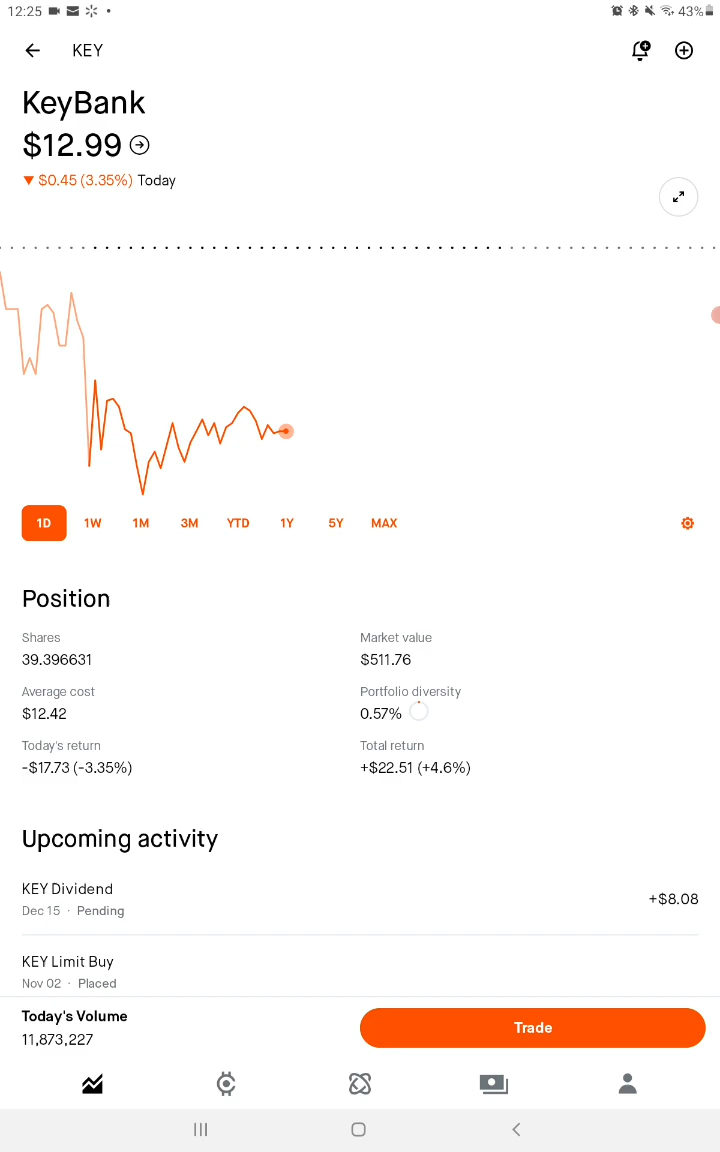 12:25
43%
KEY
KeyBank
$12.99
▼ $0.45 (3.35%) Today
1D 1W 1M 3M YTD 1Y 5Y MAX
Position
Shares
39.396631
Market value
$511.76
Average cost
$12.42
Portfolio diversity
0.57%
Today's return
-$17.73 (-3.35%)
Total return
+$22.51 (+4.6%)
Upcoming activity
KEY Dividend
Dec 15 · Pending
+$8.08
KEY Limit Buy
Nov 02 · Placed
Today's Volume
11,873,227
Trade